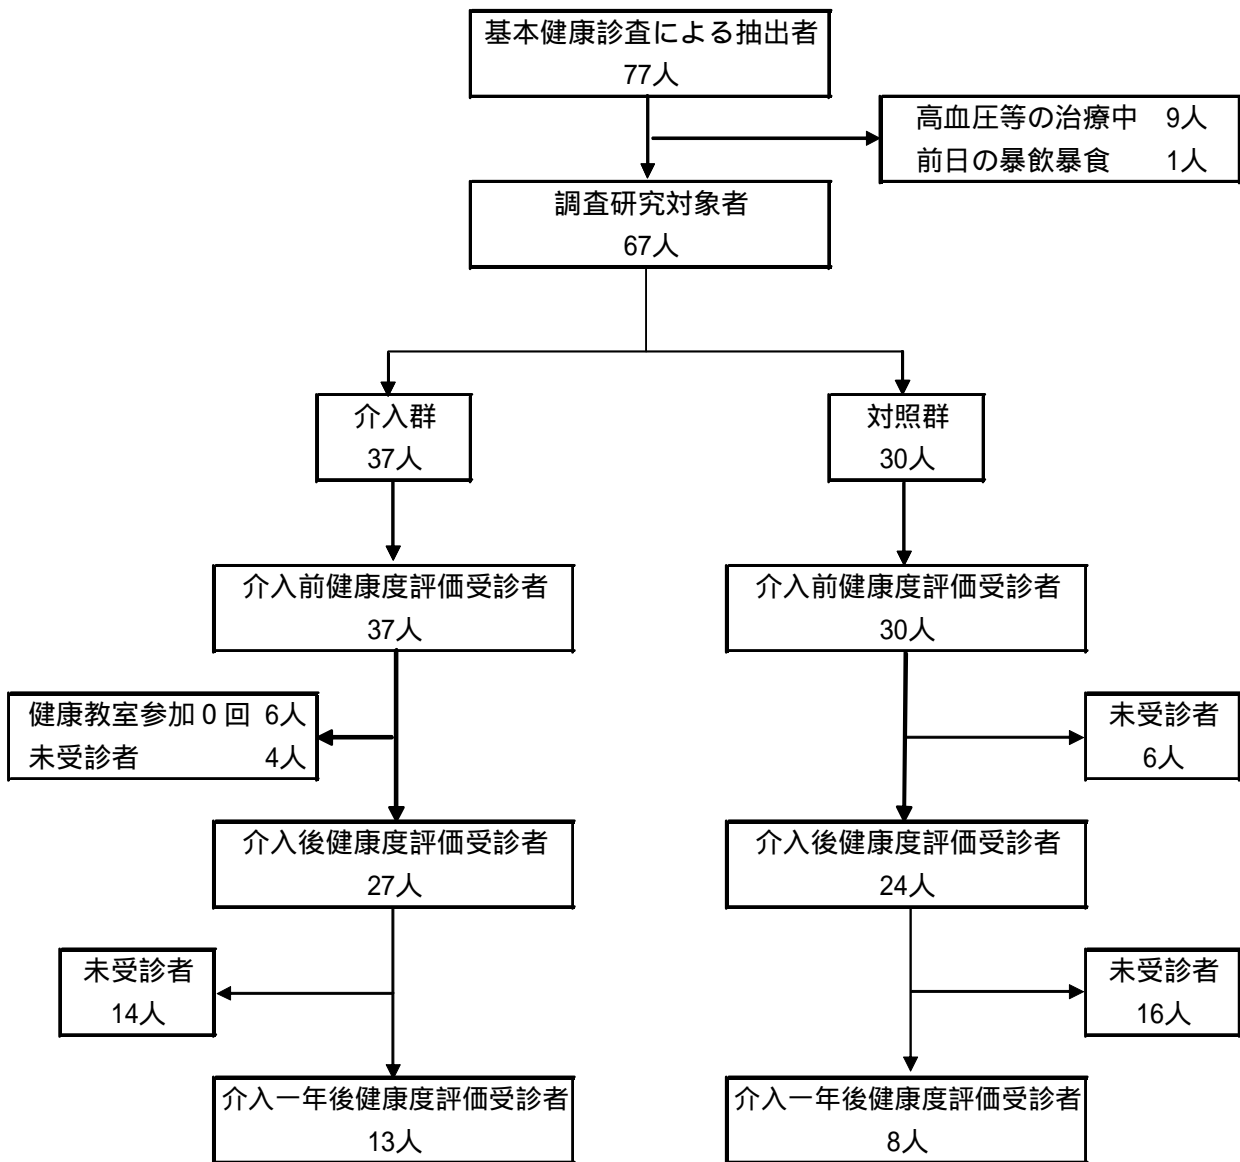 基本健康診査による抽出者
77人
高血圧等の治療中 9人
前日の暴飲暴食 1人
調査研究対象者
67人
介入群
37人
対照群
30人
介入前健康度評価受診者
37人
介入前健康度評価受診者
30人
健康教室参加０回 6人
未受診者 4人
未受診者
6人
介入後健康度評価受診者
27人
介入後健康度評価受診者
24人
未受診者
14人
未受診者
16人
介入一年後健康度評価受診者
13人
介入一年後健康度評価受診者
8人